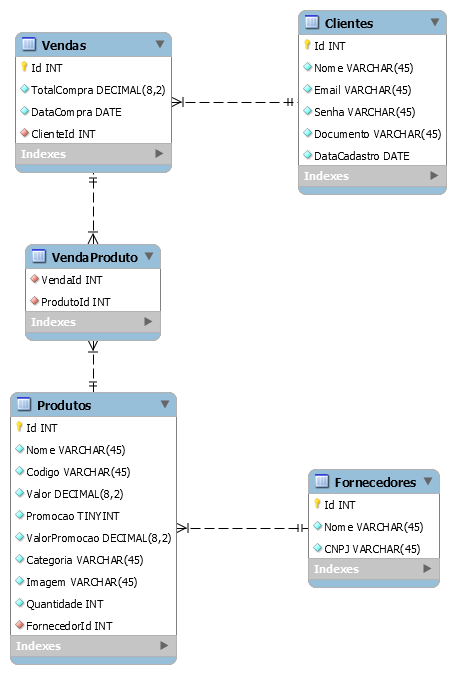 Vendas
Id INT
TotalCompra DECIMAL(8,2)
DataCompra DATE
ClienteId INT
Indexes
Clientes
Id INT
Nome VARCHAR(45)
Email VARCHAR(45)
Senha VARCHAR(45)
Documento VARCHAR(45)
DataCadastro DATE
Indexes
VendaProduto
VendaId INT
ProdutoId INT
Indexes
Produtos
Id INT
Nome VARCHAR(45)
Codigo VARCHAR(45)
Valor DECIMAL(8,2)
Promocao TINYINT
ValorPromocao DECIMAL(8,2)
Categoria VARCHAR(45)
Imagem VARCHAR(45)
Quantidade INT
FornecedorId INT
Indexes
Fornecedores
Id INT
Nome VARCHAR(45)
CNPJ VARCHAR(45)
Indexes